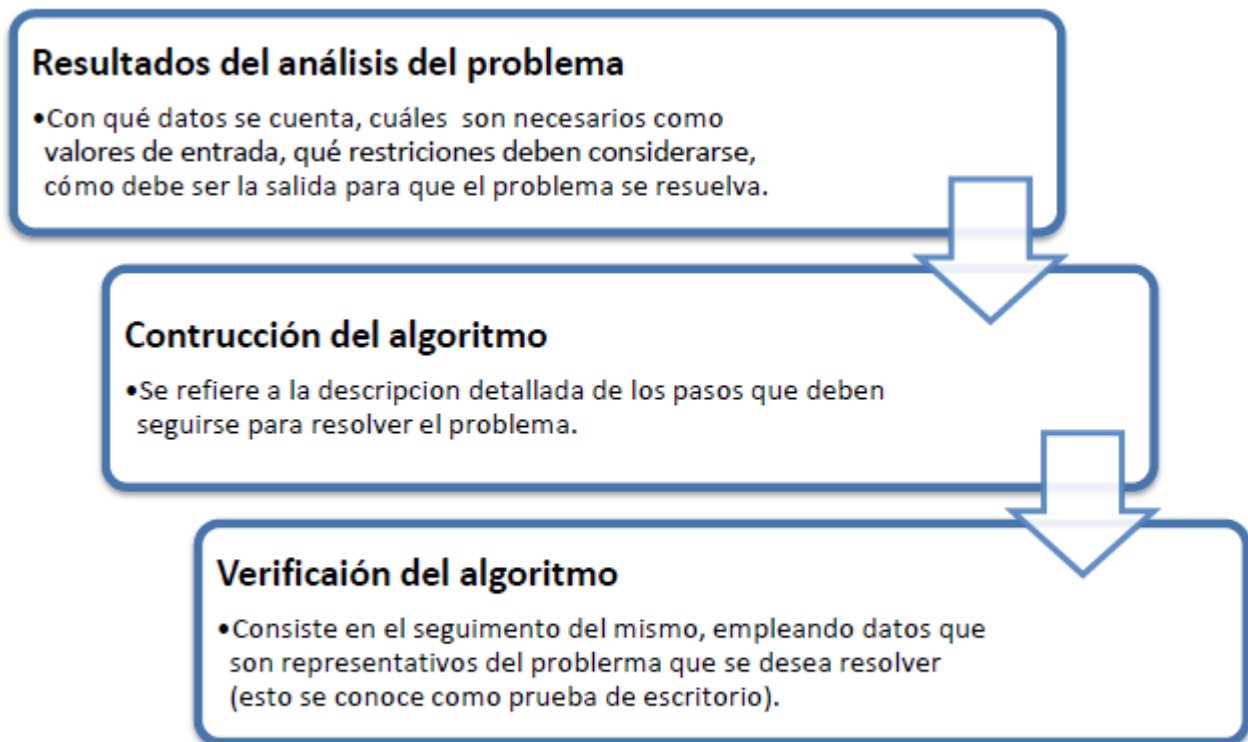 Resultados del análisis del problema
•Con qué datos se cuenta, cuáles son necesarios como
valores de entrada, qué restriciones deben considerarse,
cómo debe ser la salida para que el problema se resuelva.
Contrucción del algoritmo
•Se refiere a la descripcion detallada de los pasos que deben
seguirse para resolver el problema.
Verificaión del algoritmo
•Consiste en el seguimento del mismo, empleando datos que
son representativos del problerma que se desea resolver
(esto se conoce como prueba de escritorio).